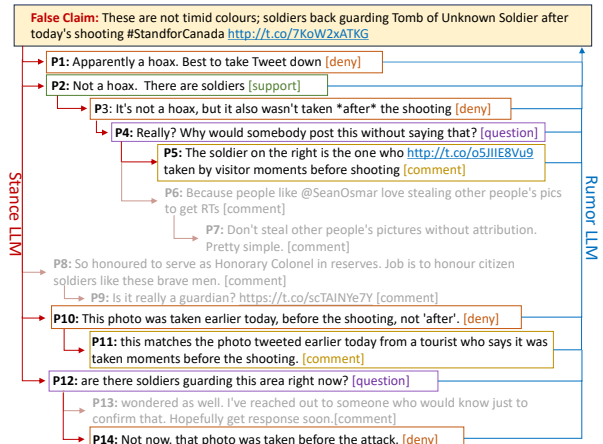 False Claim: These are not timid colours; soldiers back guarding Tomb of Unknown Soldier after
today's shooting #StandforCanada http://t.co/7KoW2xATKG
P1: Apparently a hoax. Best to take Tweet down [deny]
P2: Not a hoax. There are soldiers [support]
P3: It's not a hoax, but it also wasn't taken *after* the shooting [deny]
P4: Really? Why would somebody post this without saying that? [question]
P5: The soldier on the right is the one who http://t.co/o5JIIE8Vu9
taken by visitor moments before shooting [comment]
P6: Because people like @SeanOsmar love stealing other people's pics
to get RTs [comment]
P7: Don't steal other people's pictures without attribution.
Pretty simple. [comment]
P8: So honoured to serve as Honorary Colonel in reserves. Job is to honour citizen
soldiers like these brave men. [comment]
P9: Is it really a guardian? https://t.co/scTAINYe7Y [comment]
P10: This photo was taken earlier today, before the shooting, not 'after'. [deny]
P11: this matches the photo tweeted earlier today from a tourist who says it was
taken moments before the shooting. [comment]
P12: are there soldiers guarding this area right now? [question]
P13: wondered as well. I've reached out to someone who would know just to
confirm that. Hopefully get response soon.[comment]
P14: Not now, that photo was taken before the attack. [deny]
Stance LLM
Rumor LLM